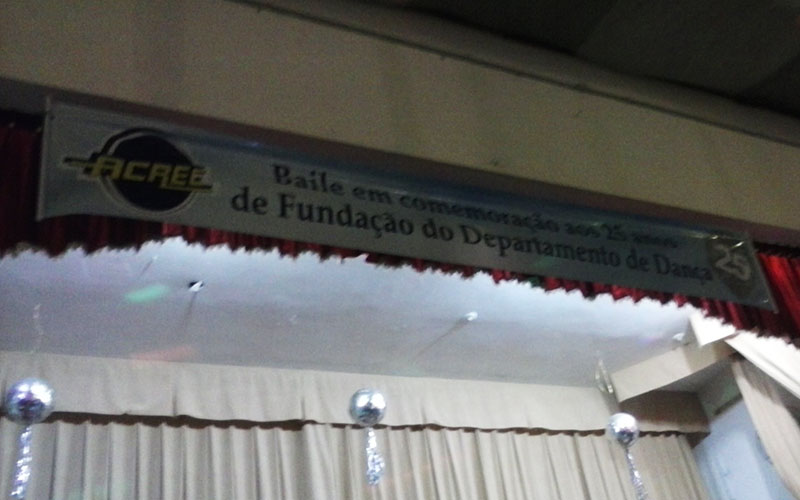 ACREE
Baile em comemoração aos 25 anos
de Fundação do Departamento de Dança
25